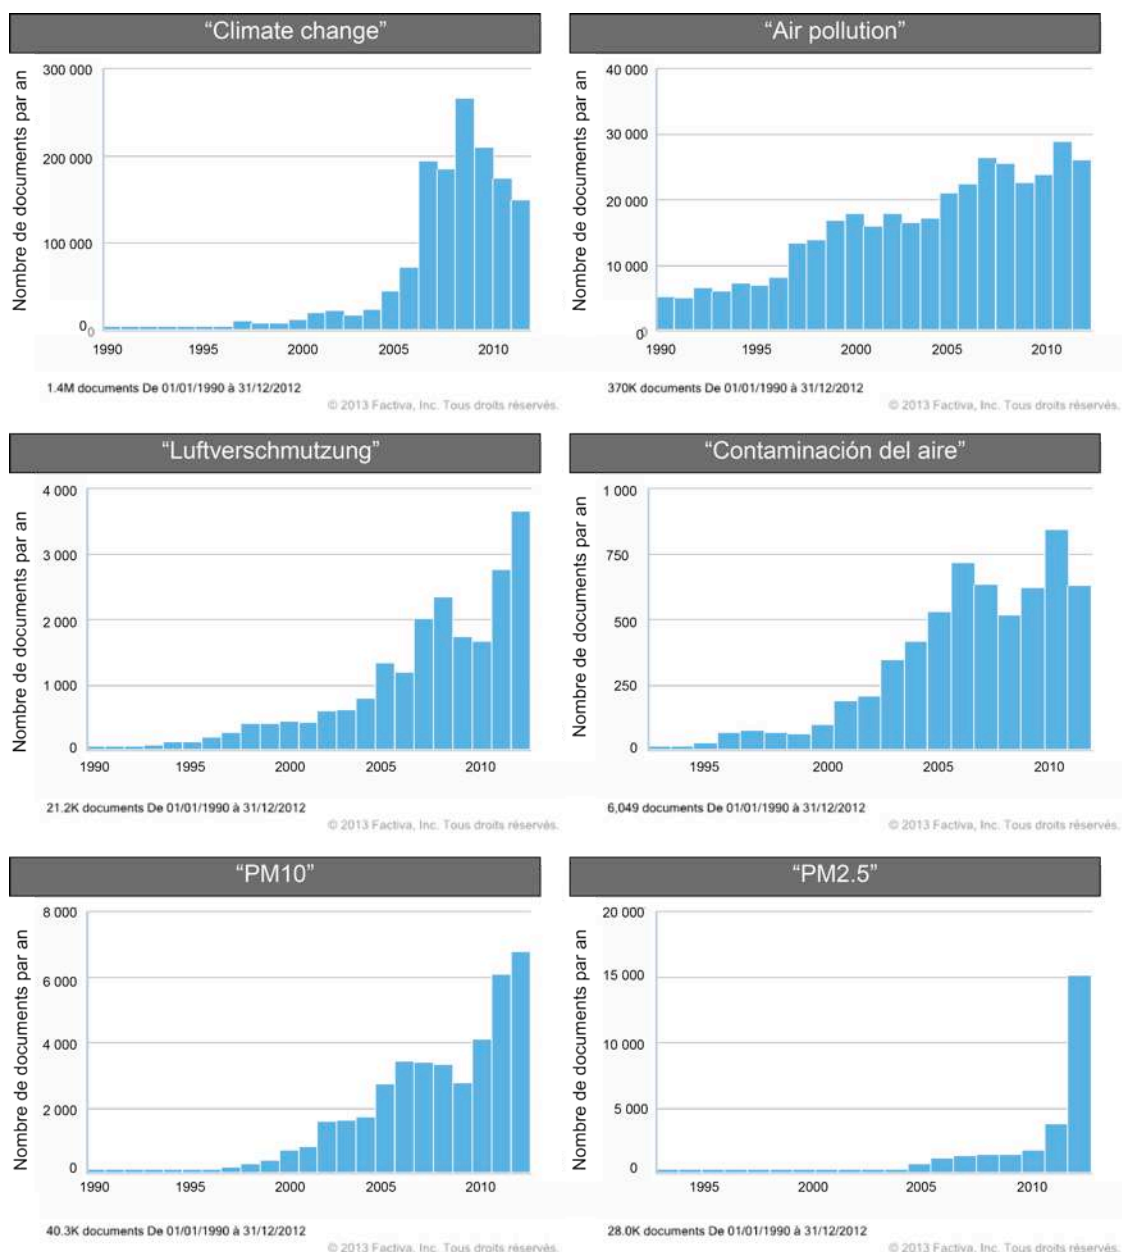 “Climate change”
Nombre de documents par an
300 000
200 000
100 000
0
0
1990
1995
2000
2005
2010
1.4M documents De 01/01/1990 à 31/12/2012
© 2013 Factiva, Inc. Tous droits réservés.
“Air pollution”
Nombre de documents par an
40 000
30 000
20 000
10 000
0
1990
1995
2000
2005
2010
370K documents De 01/01/1990 à 31/12/2012
© 2013 Factiva, Inc. Tous droits réservés.
“Luftverschmutzung”
Nombre de documents par an
4 000
3 000
2 000
1 000
0
1990
1995
2000
2005
2010
21.2K documents De 01/01/1990 à 31/12/2012
© 2013 Factiva, Inc. Tous droits réservés.
“Contaminación del aire”
Nombre de documents par an
1 000
750
500
250
0
1995
2000
2005
2010
6,049 documents De 01/01/1990 à 31/12/2012
© 2013 Factiva, Inc. Tous droits réservés.
“PM10”
Nombre de documents par an
8 000
6 000
4 000
2 000
0
1990
1995
2000
2005
2010
40.3K documents De 01/01/1990 à 31/12/2012
© 2013 Factiva, Inc. Tous droits réservés.
“PM2.5”
Nombre de documents par an
20 000
15 000
10 000
5 000
0
1995
2000
2005
2010
28.0K documents De 01/01/1990 à 31/12/2012
© 2013 Factiva, Inc. Tous droits réservés.